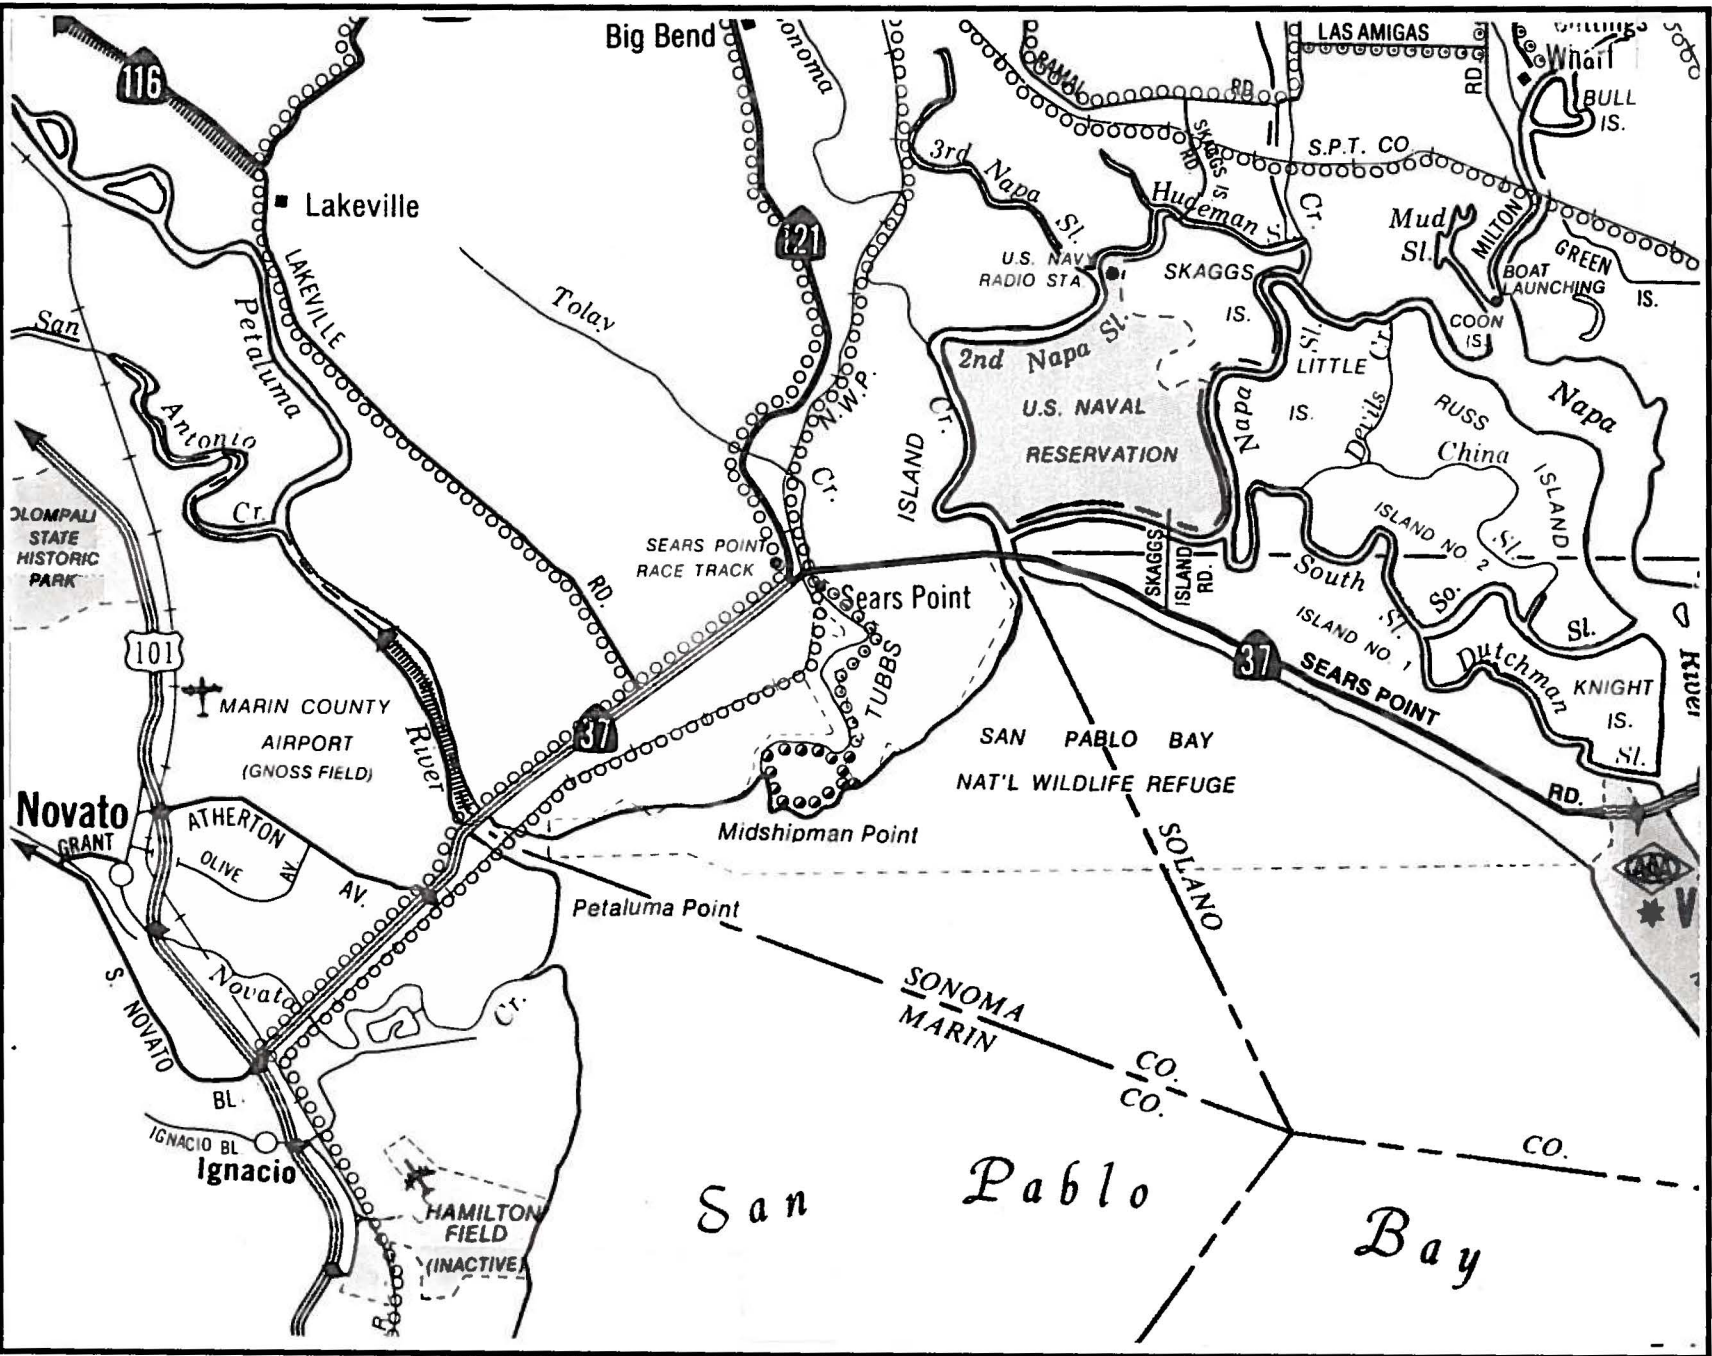 Big Bend
Sonoma
LAS AMIGAS
RD.
Wharf
BULL
IS.
116
RAMAL
RD.
SKAGGS IS.
RD.
S.P.T. CO.
3rd Napa Sl.
Hudeman Sl.
Cr.
Mud
Sl.
MILTON
GREEN
IS.
Lakeville
121
U.S. NAVY
RADIO STA.
SKAGGS
IS.
BOAT
LAUNCHING
LAKEVILLE
RD.
Petaluma
River
Tolay
Cr.
San
Antonio
Cr.
N.W.P.
2nd Napa Sl.
COON
IS.
Sl.
LITTLE
IS.
Devils Cr.
RUSS
ISLAND
Napa
River
U.S. NAVAL
RESERVATION
ISLAND
Cr.
Napa
China
Sl.
ISLAND NO. 2
OLOMPALI
STATE
HISTORIC
PARK
SEARS POINT
RACE TRACK
Sears Point
SKAGGS
ISLAND
RD.
South
Sl.
So.
Sl.
ISLAND NO. 1
Dutchman
Sl.
KNIGHT
IS.
101
TUBBS
37
SEARS POINT
RD.
MARIN COUNTY
AIRPORT
(GNOSS FIELD)
37
SAN PABLO BAY
NAT'L WILDLIFE REFUGE
Novato
GRANT
ATHERTON
AV.
OLIVE
AV.
Midshipman Point
SOLANO
AAA
V
Petaluma Point
S. NOVATO
BL.
Novato
Cr.
SONOMA
MARIN
CO.
CO.
CO.
IGNACIO BL.
Ignacio
HAMILTON
FIELD
(INACTIVE)
R.
San Pablo Bay